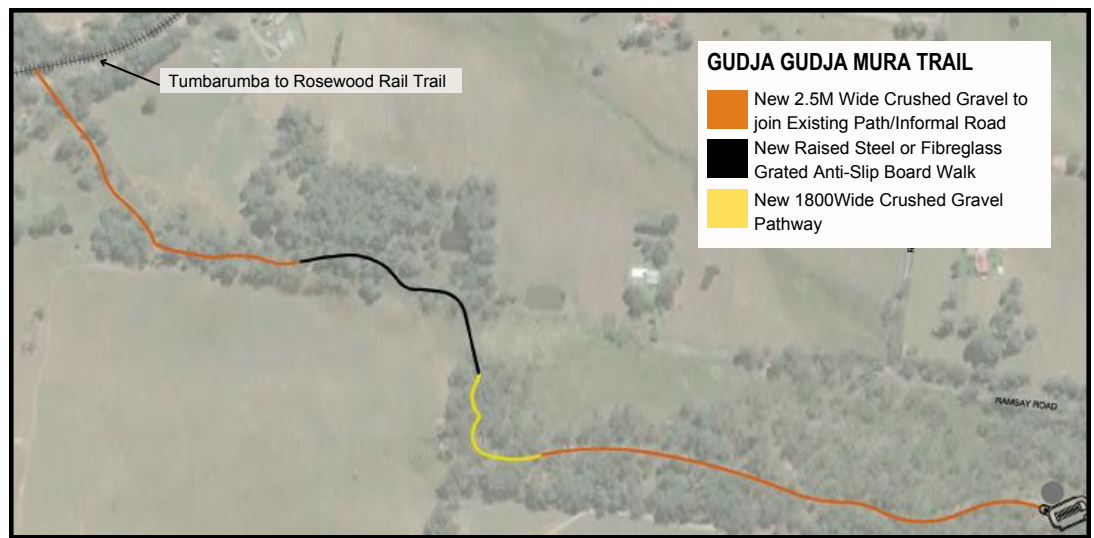 GUDJA GUDJA MURA TRAIL
Tumbarumba to Rosewood Rail Trail
New 2.5M Wide Crushed Gravel to
join Existing Path/Informal Road
New Raised Steel or Fibreglass
Grated Anti-Slip Board Walk
New 1800Wide Crushed Gravel
Pathway
RAMSAY ROAD